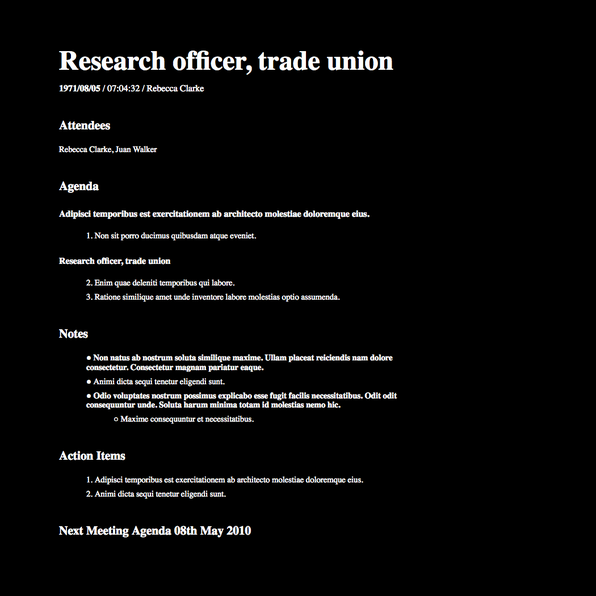 Research officer, trade union
1971/08/05 / 07:04:32 / Rebecca Clarke
Attendees
Rebecca Clarke, Juan Walker
Agenda
Adipisci temporibus est exercitationem ab architecto molestiae doloremque eius.
1. Non sit porro ducimus quibusdam atque eveniet.
Research officer, trade union
2. Enim quae deleniti temporibus qui labore.
3. Ratione similique amet unde inventore labore molestias optio assumenda.
Notes
● Non natus ab nostrum soluta similique maxime. Ullam placeat reiciendis nam dolore
consectetur. Consectetur magnam pariatur eaque.
● Animi dicta sequi tenetur eligendi sunt.
● Odio voluptates nostrum possimus explicabo esse fugit facilis necessitatibus. Odit odit
consequuntur unde. Soluta harum minima totam id molestias nemo hic.
○ Maxime consequuntur et necessitatibus.
Action Items
1. Adipisci temporibus est exercitationem ab architecto molestiae doloremque eius.
2. Animi dicta sequi tenetur eligendi sunt.
Next Meeting Agenda 08th May 2010